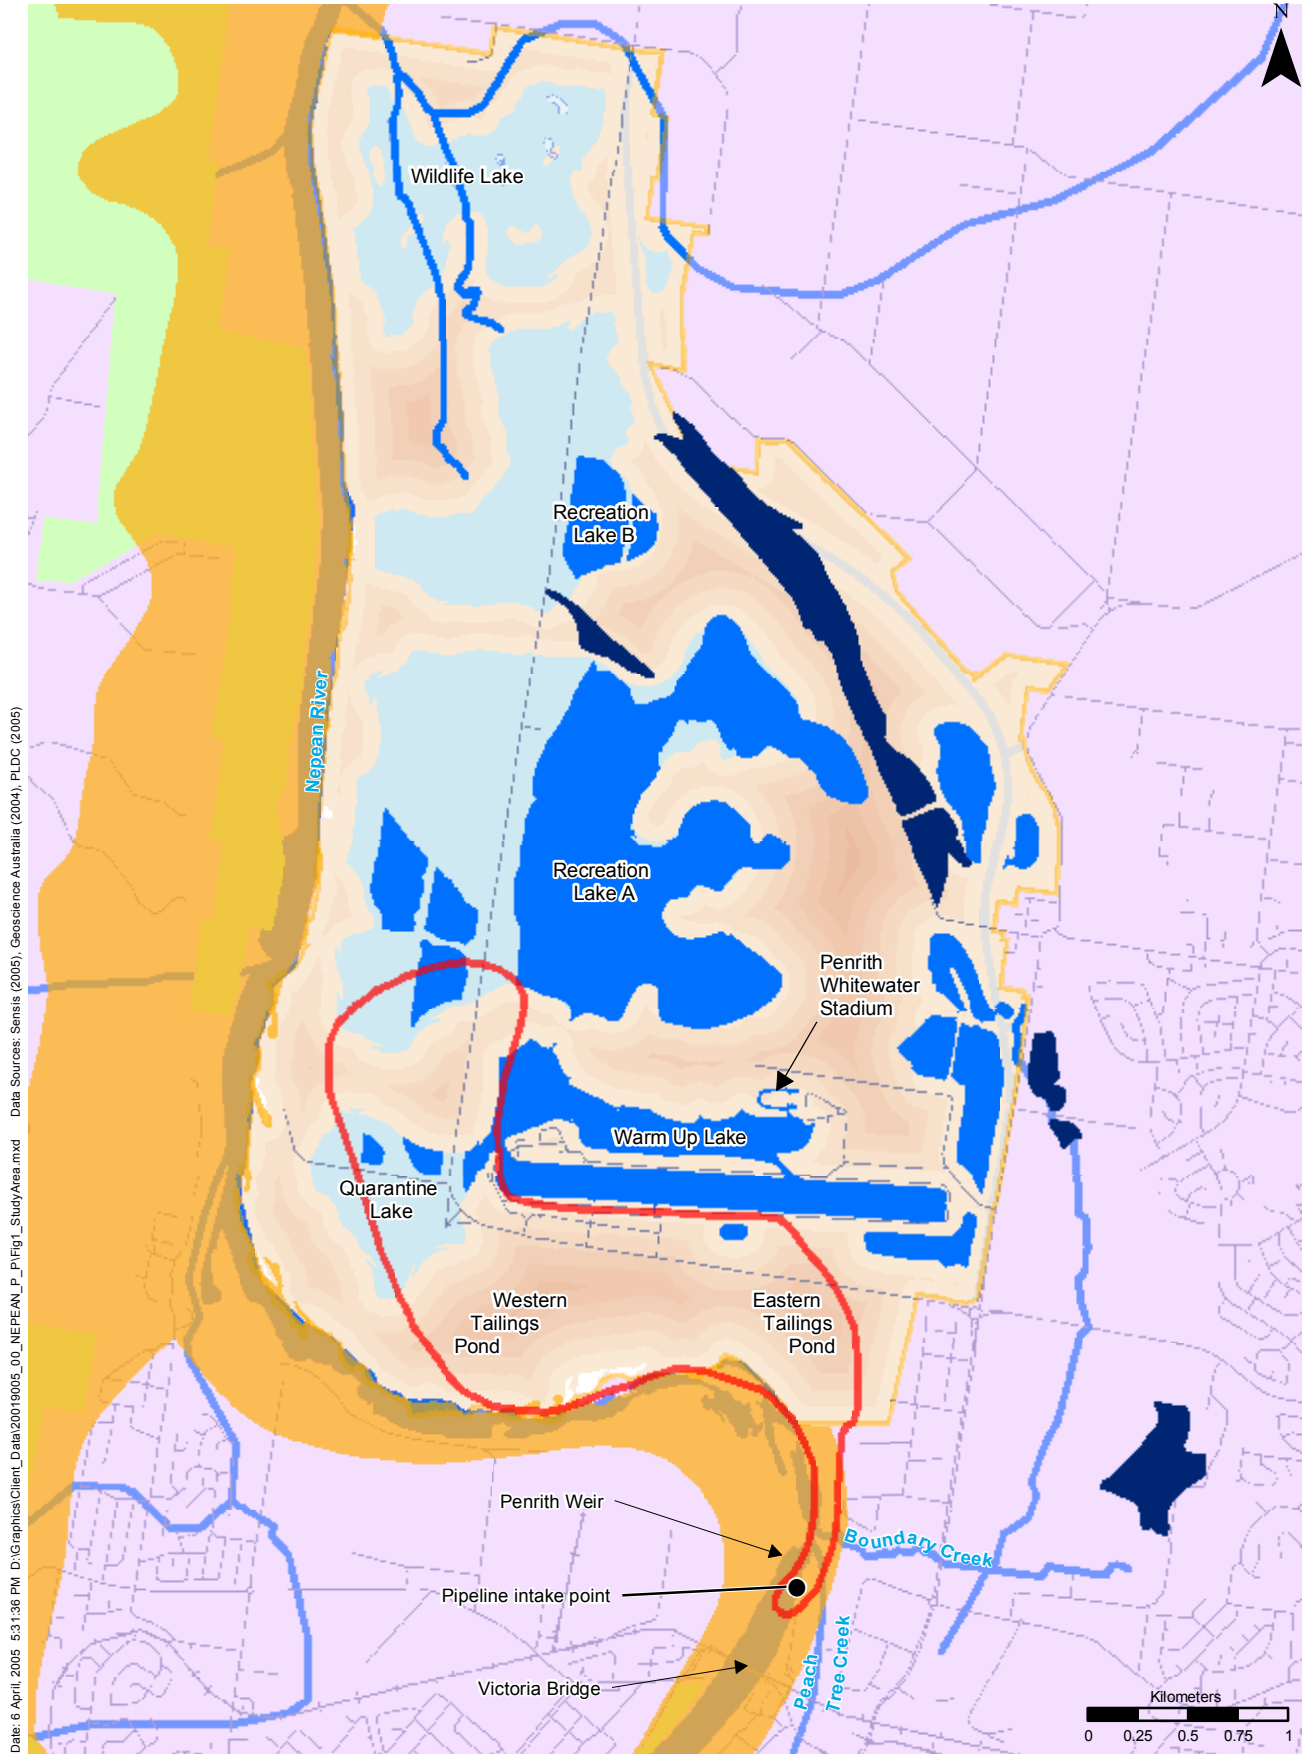 N
Wildlife Lake
Recreation
Lake B
Nepean River
Recreation
Lake A
Penrith
Whitewater
Stadium
Warm Up Lake
Quarantine
Lake
Western
Tailings
Pond
Eastern
Tailings
Pond
Penrith Weir
Boundary Creek
Pipeline intake point
Peach
Tree Creek
Victoria Bridge
Kilometers
0 0.25 0.5 0.75 1
Date: 6 April, 2005 5:31:36 PM D:\Graphics\Client_Data\22019005_00_NEPEAN_P_P\Fig1_StudyArea.mxd Data Sources: Sensis (2005), Geoscience Australia (2004), PLDC (2005)